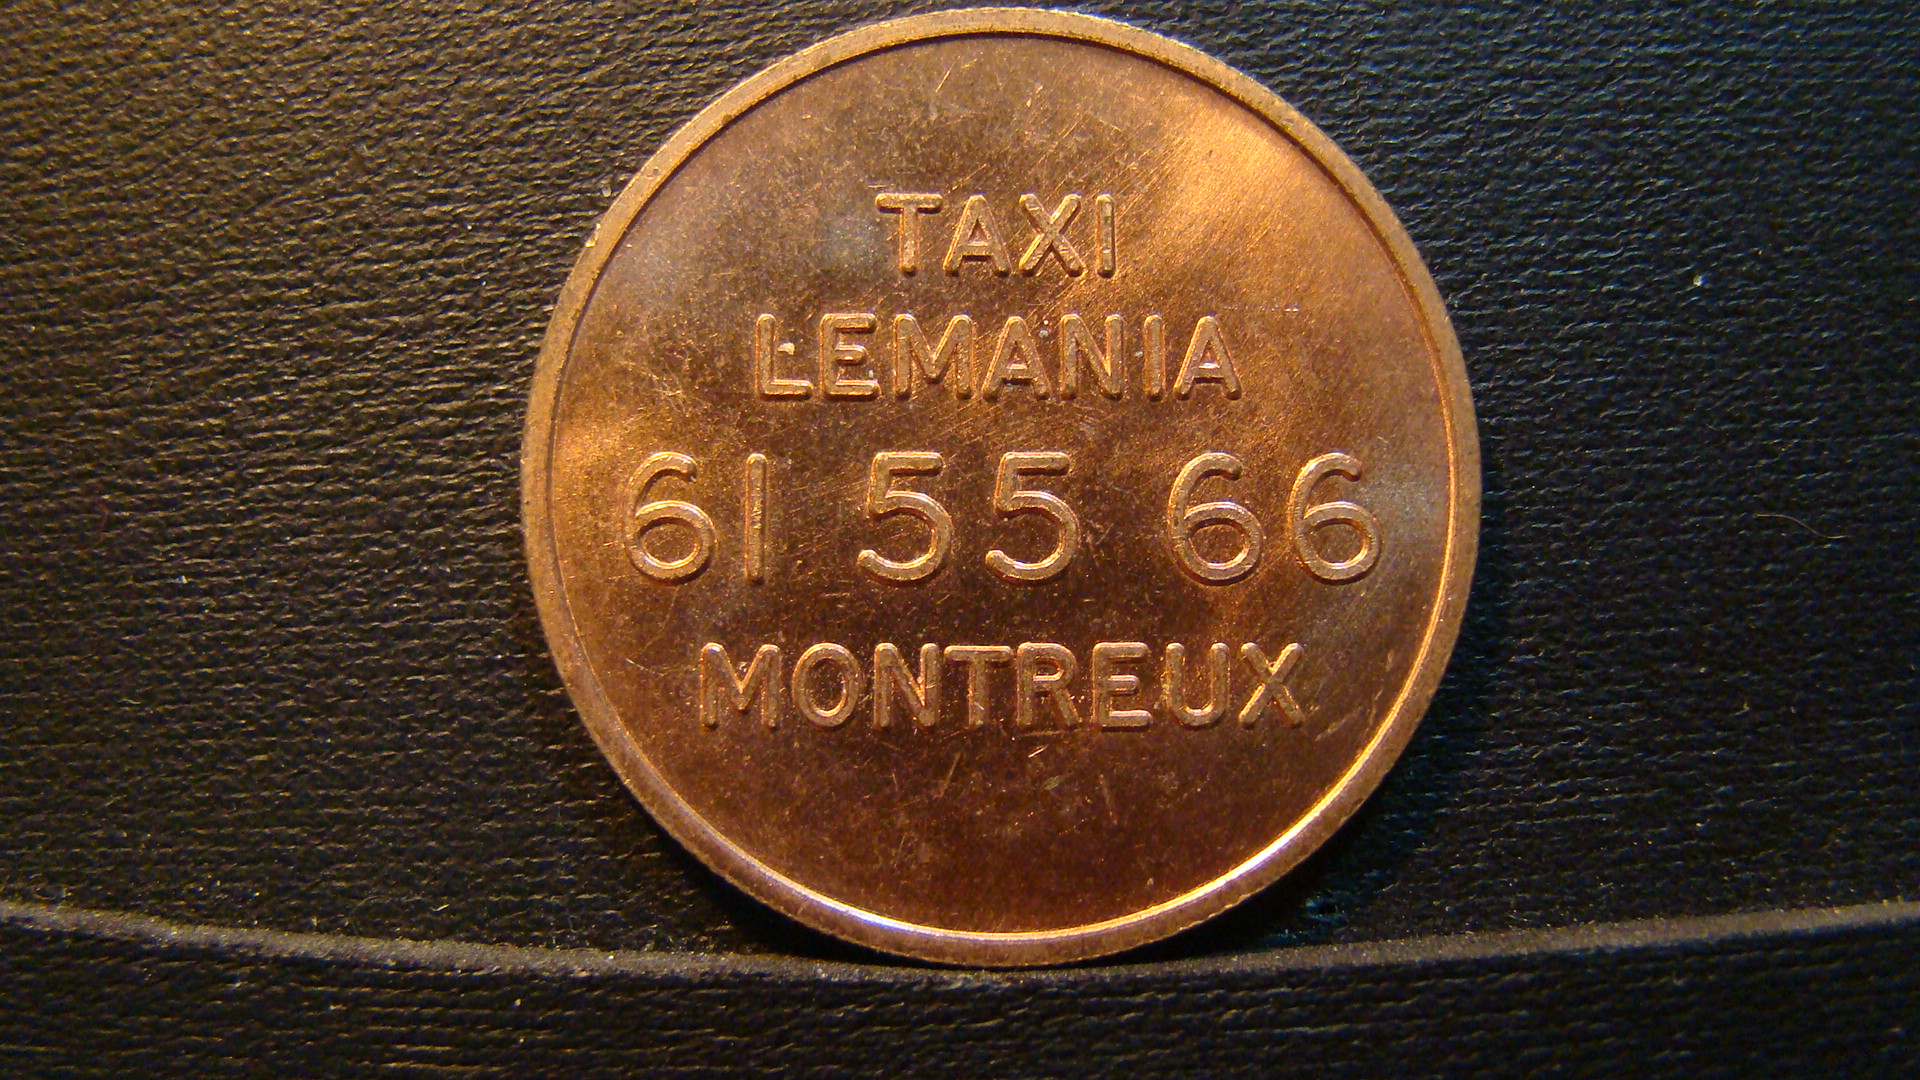 TAXI
LEMANIA
61 55 66
MONTREUX